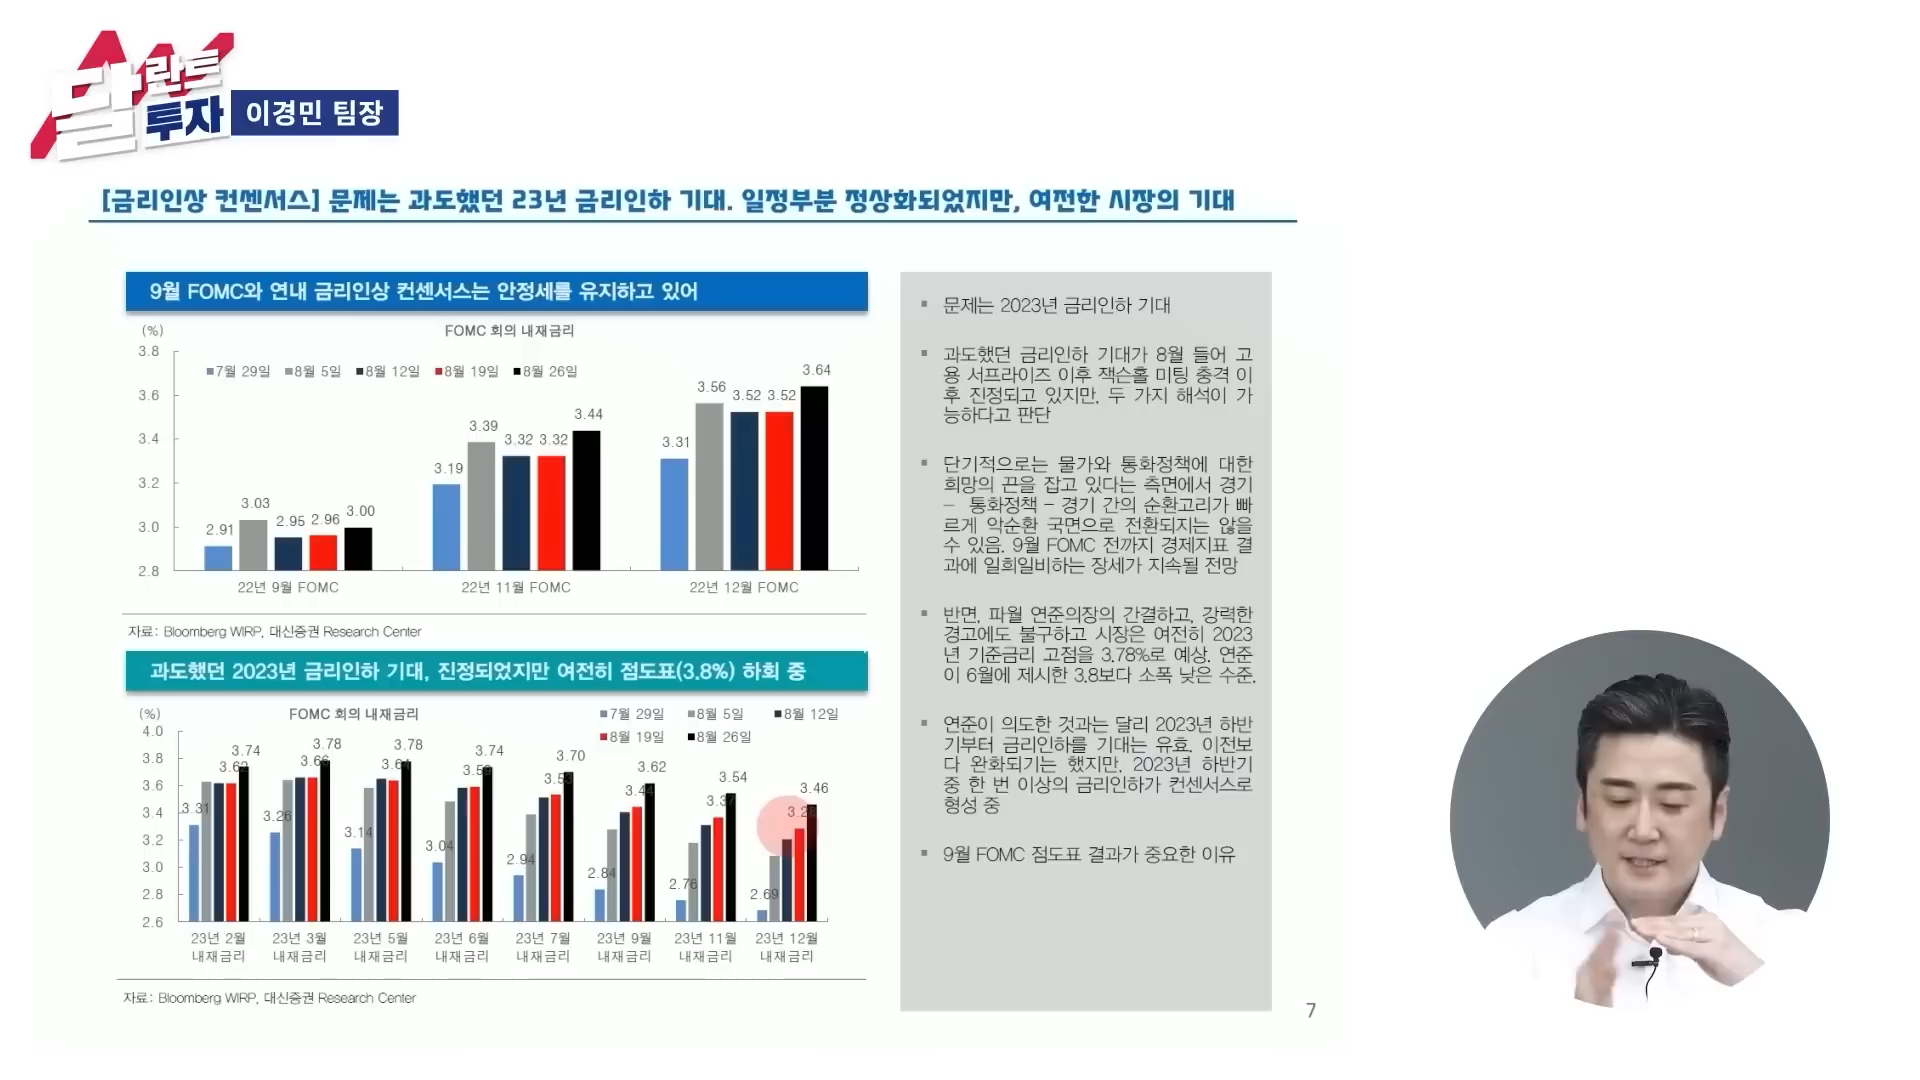 달란트
투자
이경민 팀장
[금리인상 컨센서스] 문제는 과도했던 23년 금리인하 기대. 일정부분 정상화되었지만, 여전한 시장의 기대
9월 FOMC와 연내 금리인상 컨센서스는 안정세를 유지하고 있어
(%)
FOMC 회의 내재금리
■7월 29일 ■8월 5일 ■8월 12일 ■8월 19일 ■8월 26일
3.8
3.6
3.4
3.2
3.0
2.8
2.91 3.03 2.95 2.96 3.00
3.19 3.39 3.32 3.32 3.44
3.31 3.56 3.52 3.52 3.64
22년 9월 FOMC 22년 11월 FOMC 22년 12월 FOMC
자료: Bloomberg WIRP, 대신증권 Research Center
과도했던 2023년 금리인하 기대, 진정되었지만 여전히 점도표(3.8%) 하회 중
(%)
FOMC 회의 내재금리
■7월 29일 ■8월 5일 ■8월 12일
■8월 19일 ■8월 26일
4.0
3.8
3.6
3.4
3.2
3.0
2.8
2.6
3.31 3.62 3.74
3.26 3.78
3.14 3.78
3.04 3.74
2.94 3.70
2.84 3.62
2.76 3.54
2.69 3.46
23년 2월 23년 3월 23년 5월 23년 6월 23년 7월 23년 9월 23년 11월 23년 12월
내재금리 내재금리 내재금리 내재금리 내재금리 내재금리 내재금리 내재금리
자료: Bloomberg WIRP, 대신증권 Research Center
▪ 문제는 2023년 금리인하 기대
▪ 과도했던 금리인하 기대가 8월 들어 고
용 서프라이즈 이후 잭슨홀 미팅 충격 이
후 진정되고 있지만, 두 가지 해석이 가
능하다고 판단
▪ 단기적으로는 물가와 통화정책에 대한
희망의 끈을 잡고 있다는 측면에서 경기
– 통화정책 – 경기 간의 순환고리가 빠
르게 악순환 국면으로 전환되지는 않을
수 있음. 9월 FOMC 전까지 경제지표 결
과에 일희일비하는 장세가 지속될 전망
▪ 반면, 파월 연준의장의 간결하고, 강력한
경고에도 불구하고 시장은 여전히 2023
년 기준금리 고점을 3.78%로 예상. 연준
이 6월에 제시한 3.8보다 소폭 낮은 수준.
▪ 연준이 의도한 것과는 달리 2023년 하반
기부터 금리인하를 기대는 유효. 이전보
다 완화되기는 했지만, 2023년 하반기
중 한 번 이상의 금리인하가 컨센서스로
형성 중
▪ 9월 FOMC 점도표 결과가 중요한 이유
7